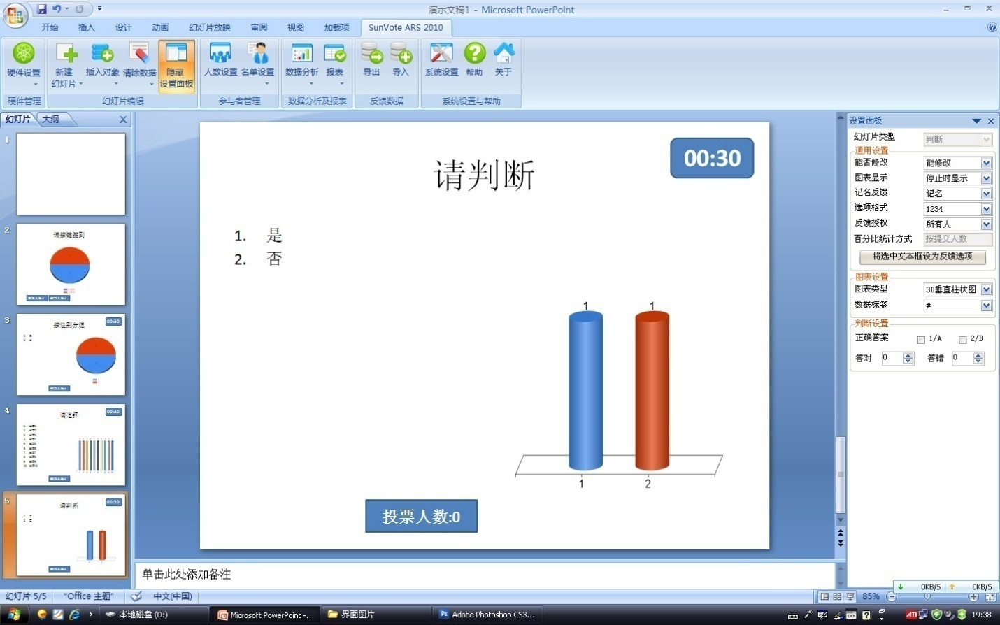 演示文稿1 - Microsoft PowerPoint
开始 插入 设计 动画 幻灯片放映 审阅 视图 加载项 SunVote ARS 2010
硬件设置 新建 幻灯片 插入对象 清除数据 隐藏 设置面板 人数设置 名单设置 数据分析 报表 导出 导入 系统设置 帮助 关于
硬件管理 幻灯片编辑 参与者管理 数据分析及报表 反馈数据 系统设置与帮助
幻灯片 大纲
1
2
请按键签到
3
按性别分组
00:30
4
请选择
00:30
5
请判断
00:30
请判断
00:30
1. 是
2. 否
1 1
1 2
投票人数:0
单击此处添加备注
设置面板
幻灯片类型 判断
通用设置
能否修改 能修改
图表显示 停止时显示
记名反馈 记名
选项格式 1234
反馈授权 所有人
百分比统计方式 按提交人数
将选中文本框设为反馈选项
图表设置
图表类型 3D垂直柱状图
数据标签 #
判断设置
正确答案 1/A 2/B
答对 0 答错 0
幻灯片 5/5 "Office 主题" 中文(中国) 85%
0KB/S 0KB/S
本地磁盘 (D:) Microsoft PowerPoint -... 界面图片 Adobe Photoshop CS3... 19:38